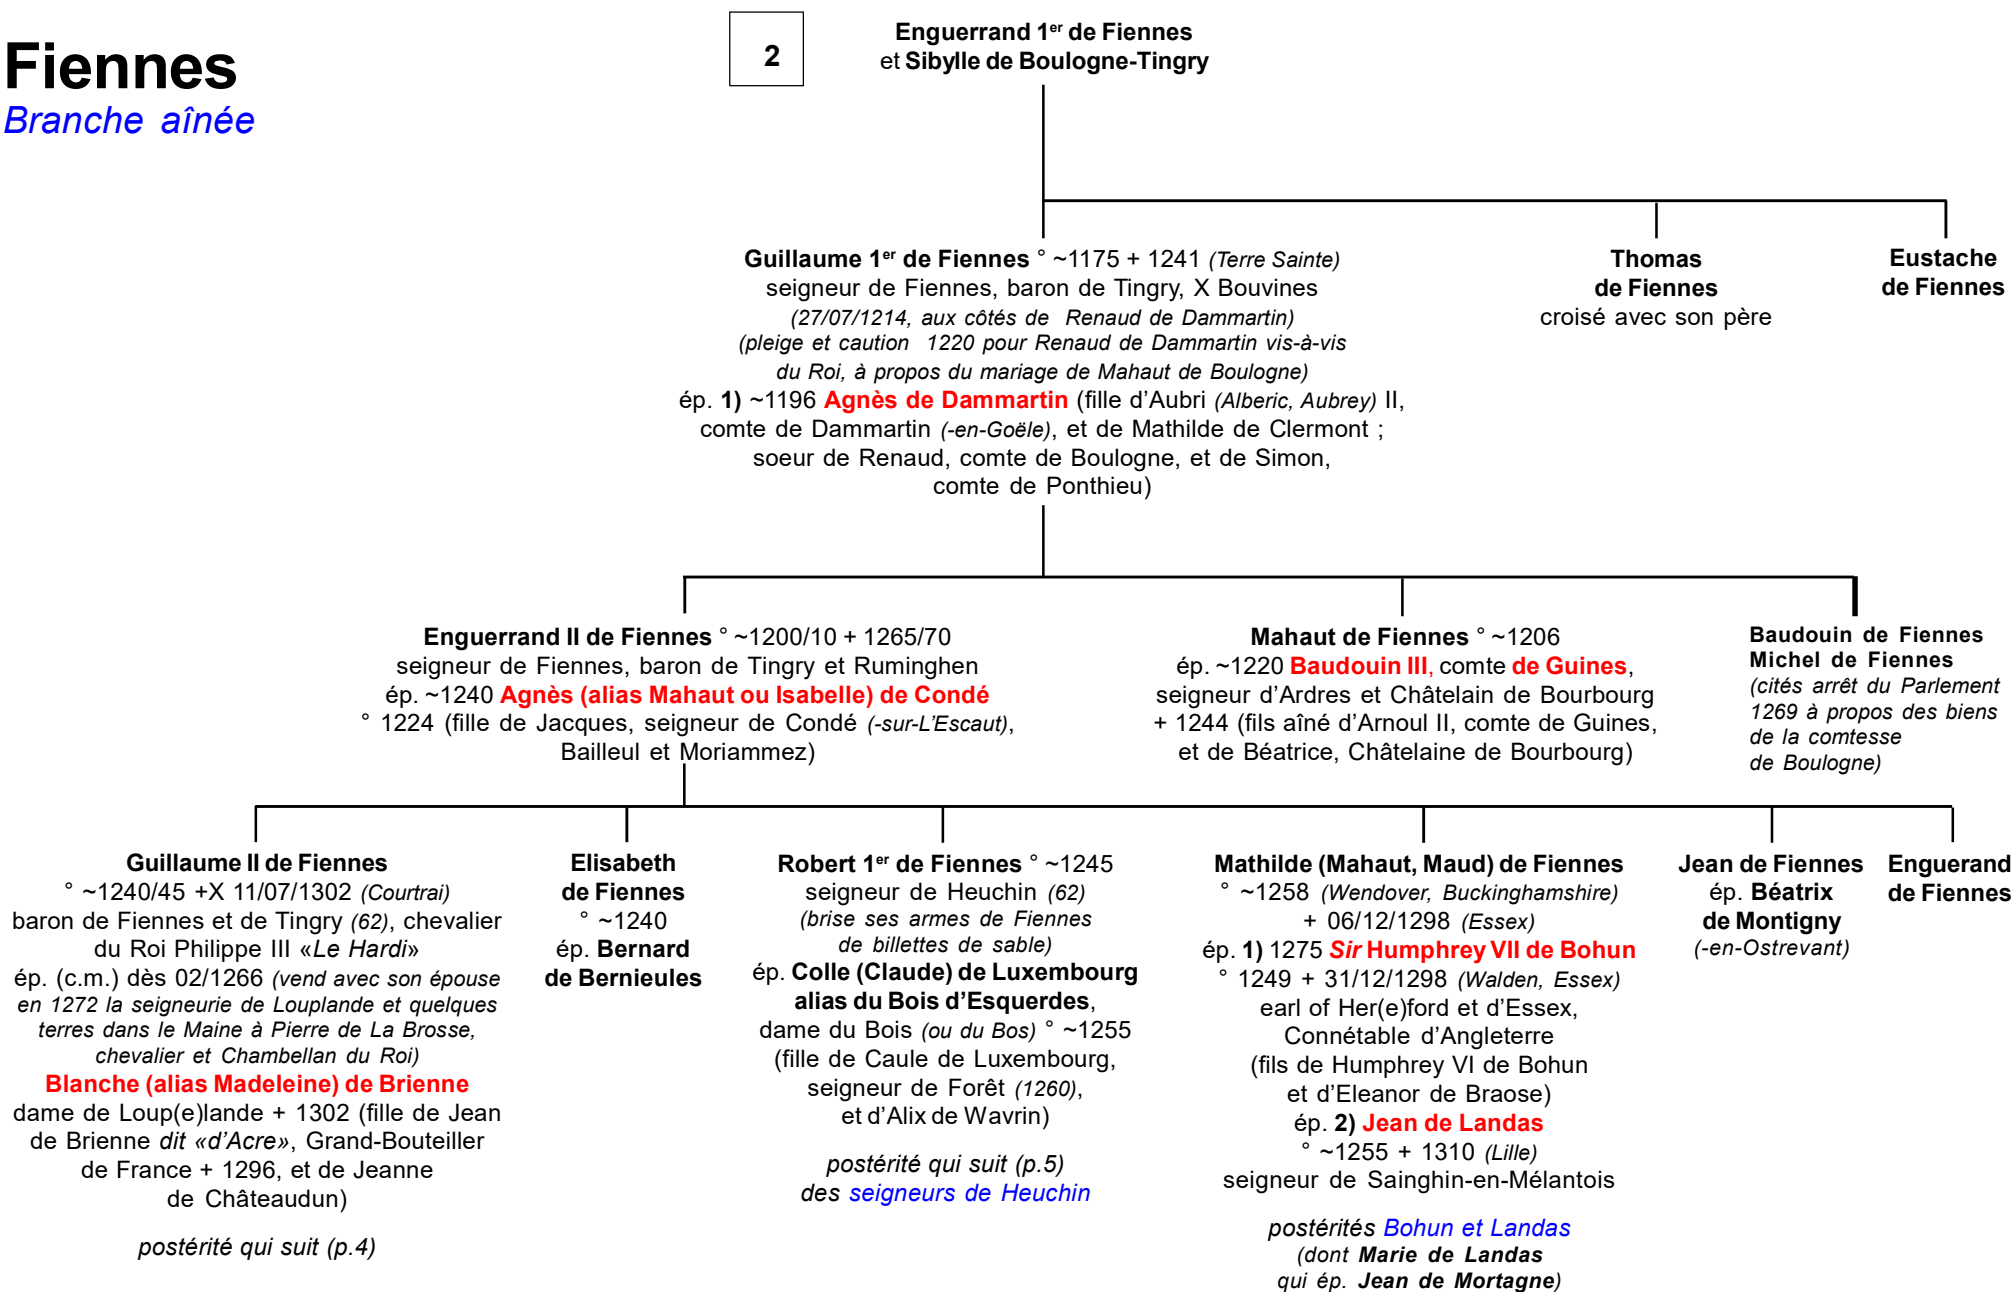 Fiennes
Branche aînée
2
Enguerrand 1er de Fiennes
et Sibylle de Boulogne-Tingry
Guillaume 1er de Fiennes ° ~1175 + 1241 (Terre Sainte)
seigneur de Fiennes, baron de Tingry, X Bouvines
(27/07/1214, aux côtés de Renaud de Dammartin)
(pleige et caution 1220 pour Renaud de Dammartin vis-à-vis
du Roi, à propos du mariage de Mahaut de Boulogne)
ép. 1) ~1196 Agnès de Dammartin (fille d’Aubri (Alberic, Aubrey) II,
comte de Dammartin (-en-Goële), et de Mathilde de Clermont ;
soeur de Renaud, comte de Boulogne, et de Simon,
comte de Ponthieu)
Thomas
de Fiennes
croisé avec son père
Eustache
de Fiennes
Enguerrand II de Fiennes ° ~1200/10 + 1265/70
seigneur de Fiennes, baron de Tingry et Ruminghen
ép. ~1240 Agnès (alias Mahaut ou Isabelle) de Condé
° 1224 (fille de Jacques, seigneur de Condé (-sur-L’Escaut),
Bailleul et Moriammez)
Mahaut de Fiennes ° ~1206
ép. ~1220 Baudouin III, comte de Guines,
seigneur d’Ardres et Châtelain de Bourbourg
+ 1244 (fils aîné d’Arnoul II, comte de Guines,
et de Béatrice, Châtelaine de Bourbourg)
Baudouin de Fiennes
Michel de Fiennes
(cités arrêt du Parlement
1269 à propos des biens
de la comtesse
de Boulogne)
Guillaume II de Fiennes
° ~1240/45 +X 11/07/1302 (Courtrai)
baron de Fiennes et de Tingry (62), chevalier
du Roi Philippe III «Le Hardi»
ép. (c.m.) dès 02/1266 (vend avec son épouse
en 1272 la seigneurie de Louplande et quelques
terres dans le Maine à Pierre de La Brosse,
chevalier et Chambellan du Roi)
Blanche (alias Madeleine) de Brienne
dame de Loup(e)lande + 1302 (fille de Jean
de Brienne dit «d’Acre», Grand-Bouteiller
de France + 1296, et de Jeanne
de Châteaudun)
postérité qui suit (p.4)
Elisabeth
de Fiennes
° ~1240
ép. Bernard
de Bernieules
Robert 1er de Fiennes ° ~1245
seigneur de Heuchin (62)
(brise ses armes de Fiennes
de billettes de sable)
ép. Colle (Claude) de Luxembourg
alias du Bois d’Esquerdes,
dame du Bois (ou du Bos) ° ~1255
(fille de Caule de Luxembourg,
seigneur de Forêt (1260),
et d’Alix de Wavrin)
postérité qui suit (p.5)
des seigneurs de Heuchin
Mathilde (Mahaut, Maud) de Fiennes
° ~1258 (Wendover, Buckinghamshire)
+ 06/12/1298 (Essex)
ép. 1) 1275 Sir Humphrey VII de Bohun
° 1249 + 31/12/1298 (Walden, Essex)
earl of Her(e)ford et d’Essex,
Connétable d’Angleterre
(fils de Humphrey VI de Bohun
et d’Eleanor de Braose)
ép. 2) Jean de Landas
° ~1255 + 1310 (Lille)
seigneur de Sainghin-en-Mélantois
postérités Bohun et Landas
(dont Marie de Landas
qui ép. Jean de Mortagne)
Jean de Fiennes
ép. Béatrix
de Montigny
(-en-Ostrevant)
Enguerand
de Fiennes